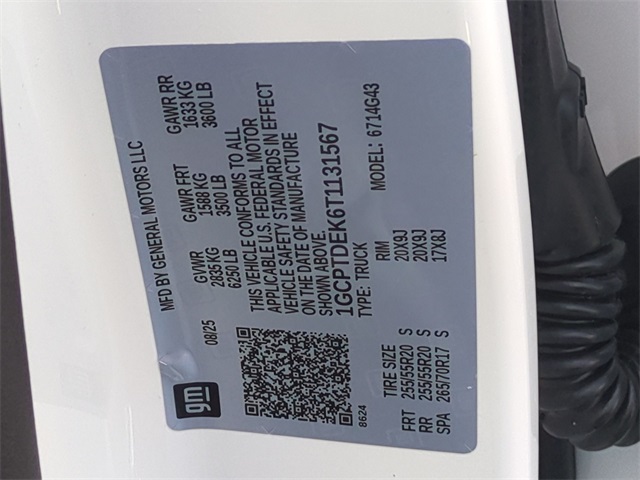 MFD BY GENERAL MOTORS LLC
08/25
GVWR
2835 KG
6250 LB
GAWR FRT
1588 KG
3500 LB
GAWR RR
1633 KG
3600 LB
THIS VEHICLE CONFORMS TO ALL
APPLICABLE U.S. FEDERAL MOTOR
VEHICLE SAFETY STANDARDS IN EFFECT
ON THE DATE OF MANUFACTURE
SHOWN ABOVE.
1GCPTDEK6T1131567
TYPE: TRUCK
MODEL: 6714G43
gm
8624
TIRE SIZE RIM
FRT 255/55R20 S 20X9J
RR 255/55R20 S 20X9J
SPA 265/70R17 S 17X8J